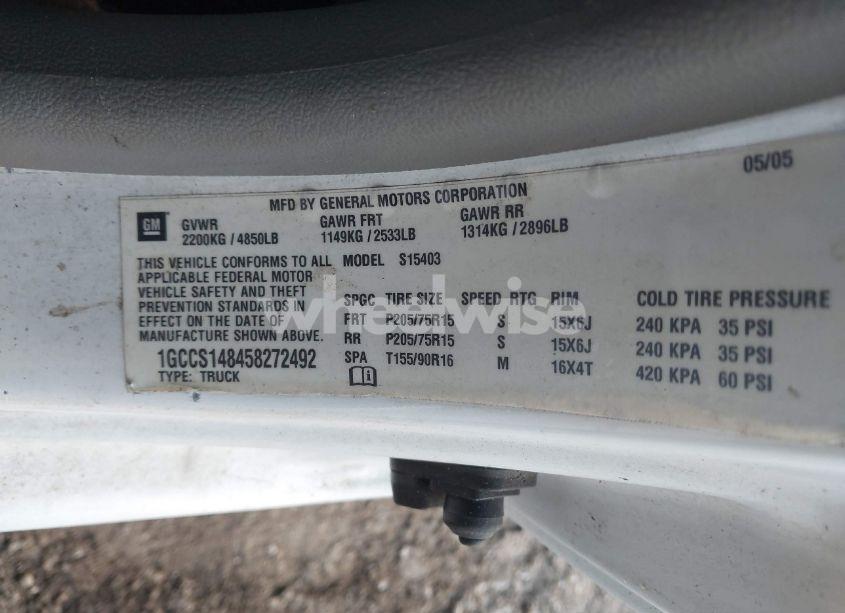 05/05
MFD BY GENERAL MOTORS CORPORATION
GM
GVWR GAWR FRT GAWR RR
2200KG / 4850LB 1149KG / 2533LB 1314KG / 2896LB
THIS VEHICLE CONFORMS TO ALL MODEL S15403
APPLICABLE FEDERAL MOTOR
VEHICLE SAFETY AND THEFT
PREVENTION STANDARDS IN
EFFECT ON THE DATE OF
MANUFACTURE SHOWN ABOVE.
1GCCS148458272492
TYPE: TRUCK
SPGC TIRE SIZE SPEED RTG RIM COLD TIRE PRESSURE
FRT P205/75R15 S 15X6J 240 KPA 35 PSI
RR P205/75R15 S 15X6J 240 KPA 35 PSI
SPA T155/90R16 M 16X4T 420 KPA 60 PSI
wheelwise